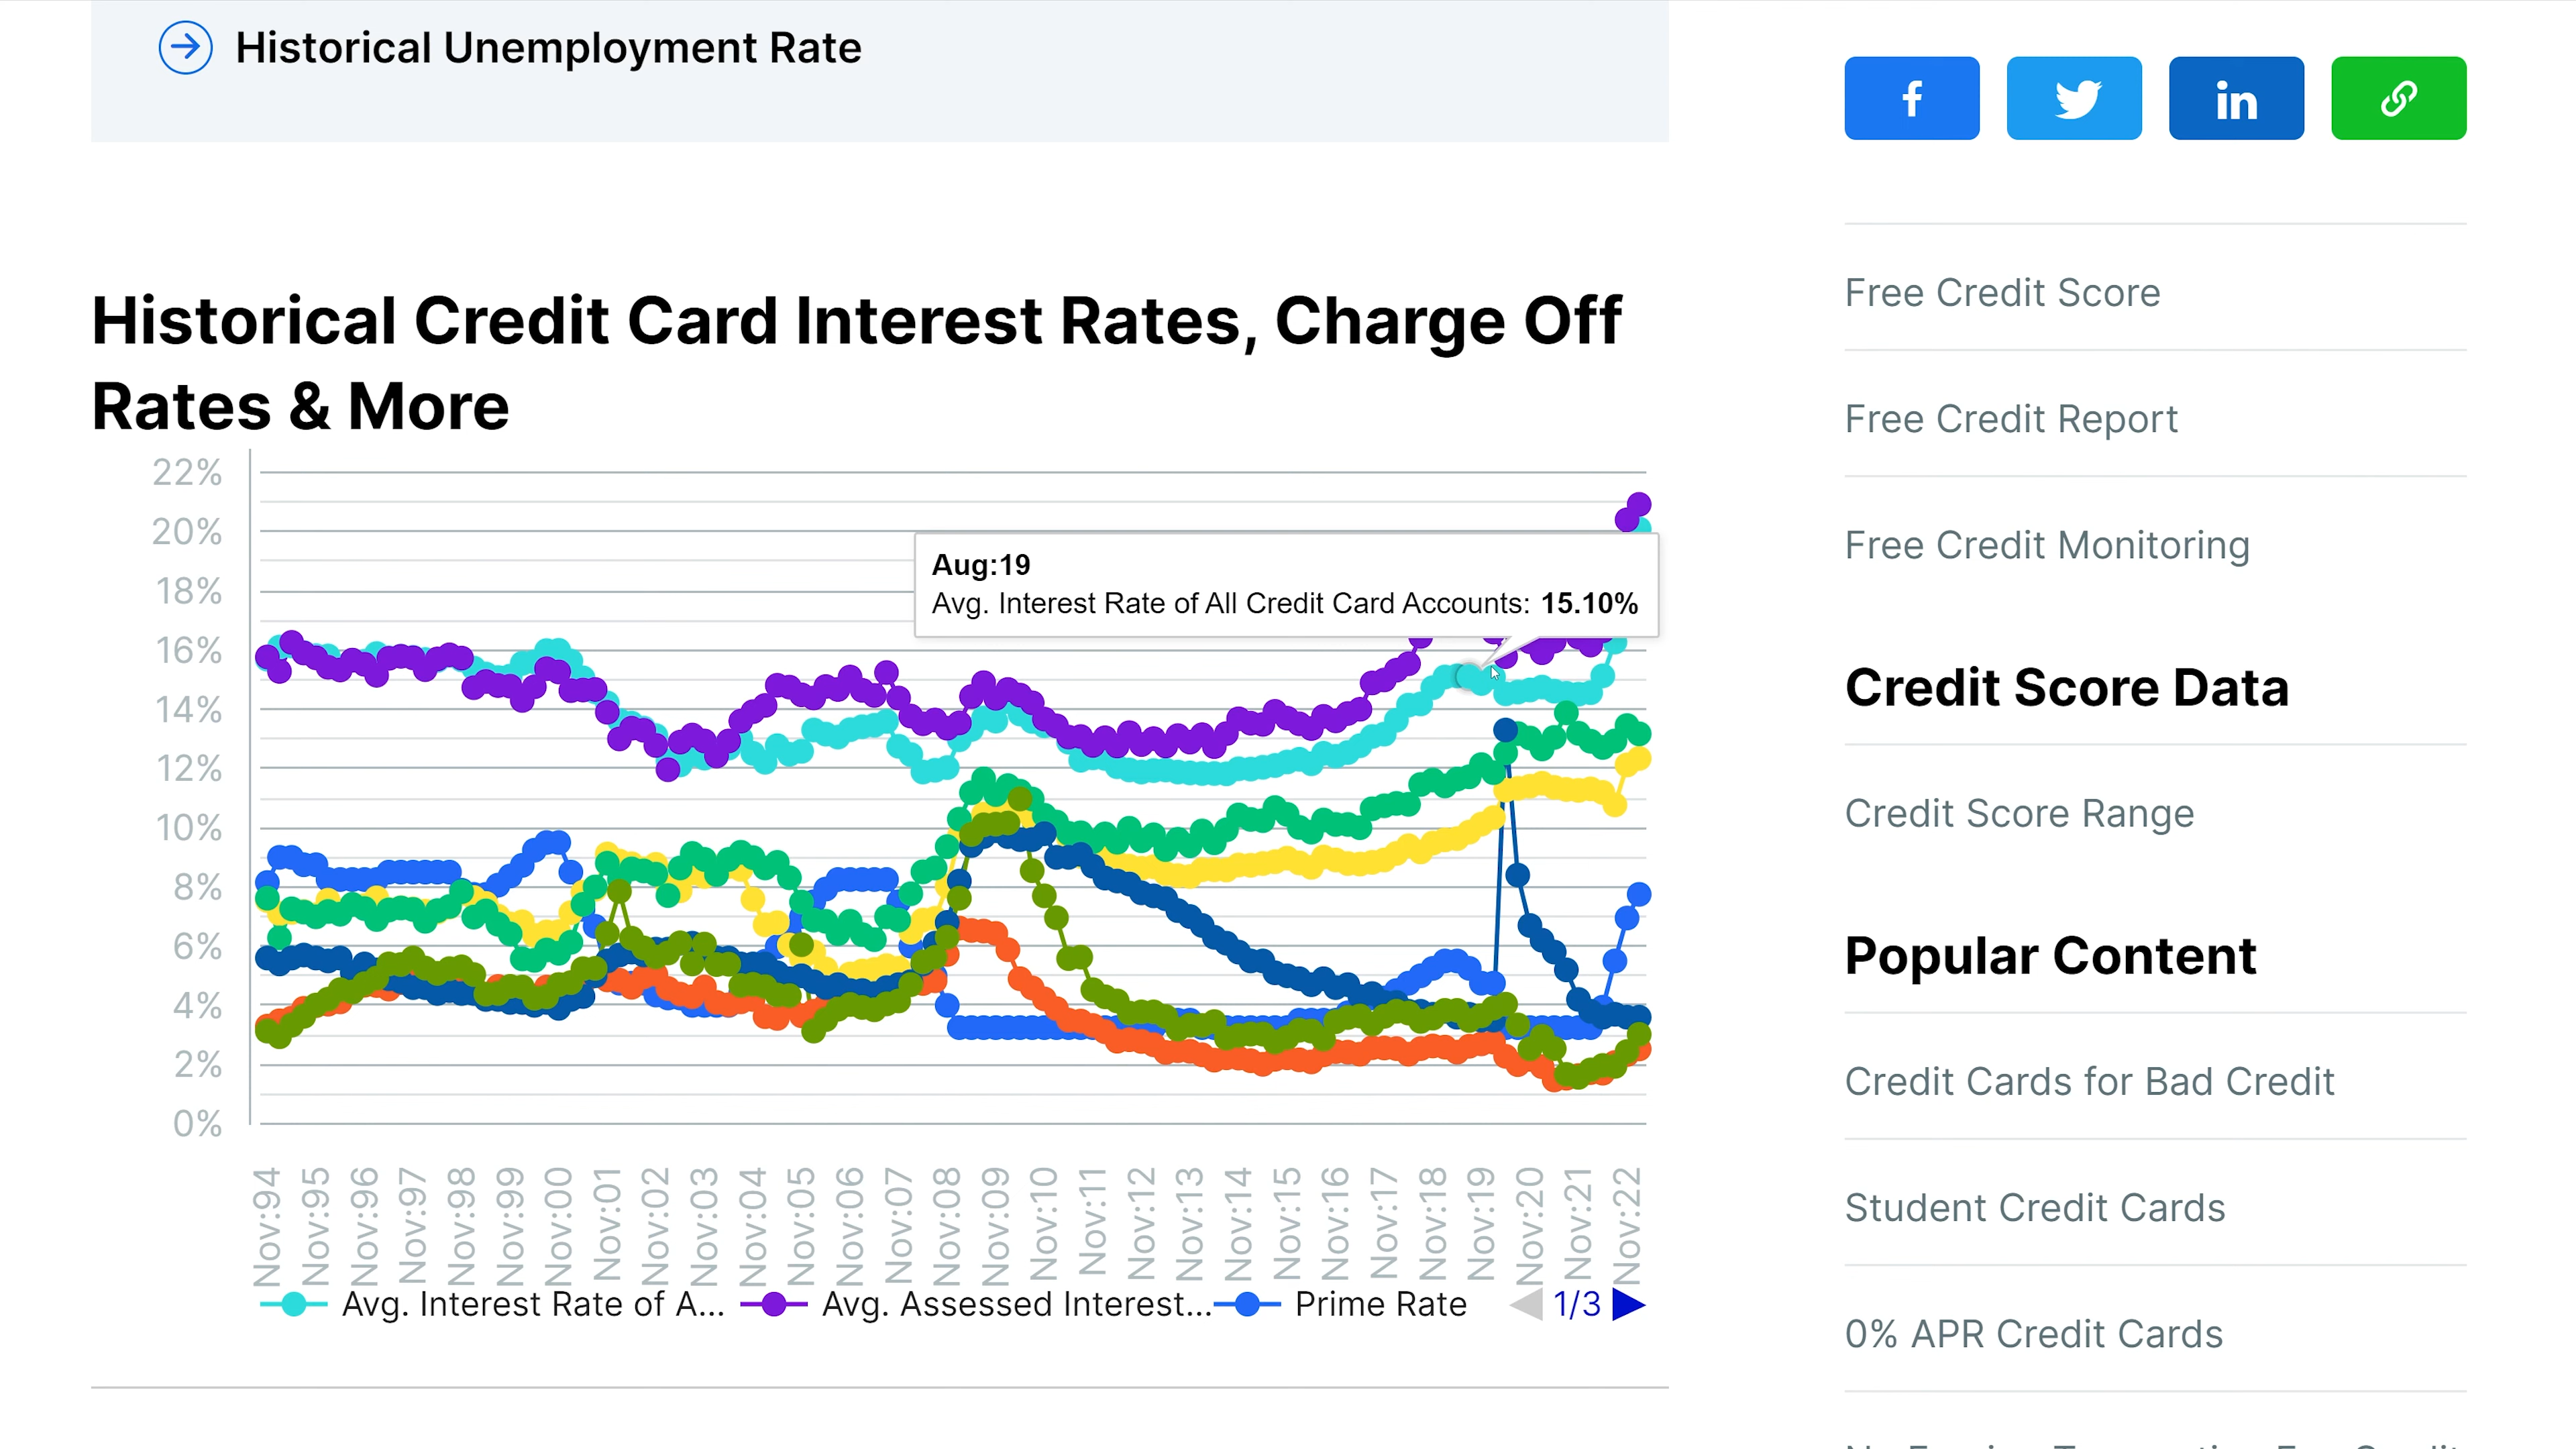 Historical Unemployment Rate
Historical Credit Card Interest Rates, Charge Off
Rates & More
22%
20%
18%
16%
14%
12%
10%
8%
6%
4%
2%
0%
Aug:19
Avg. Interest Rate of All Credit Card Accounts: 15.10%
Nov:94
Nov:95
Nov:96
Nov:97
Nov:98
Nov:99
Nov:00
Nov:01
Nov:02
Nov:03
Nov:04
Nov:05
Nov:06
Nov:07
Nov:08
Nov:09
Nov:10
Nov:11
Nov:12
Nov:13
Nov:14
Nov:15
Nov:16
Nov:17
Nov:18
Nov:19
Nov:20
Nov:21
Nov:22
Avg. Interest Rate of A...
Avg. Assessed Interest...
Prime Rate
1/3
f
in
Free Credit Score
Free Credit Report
Free Credit Monitoring
Credit Score Data
Credit Score Range
Popular Content
Credit Cards for Bad Credit
Student Credit Cards
0% APR Credit Cards